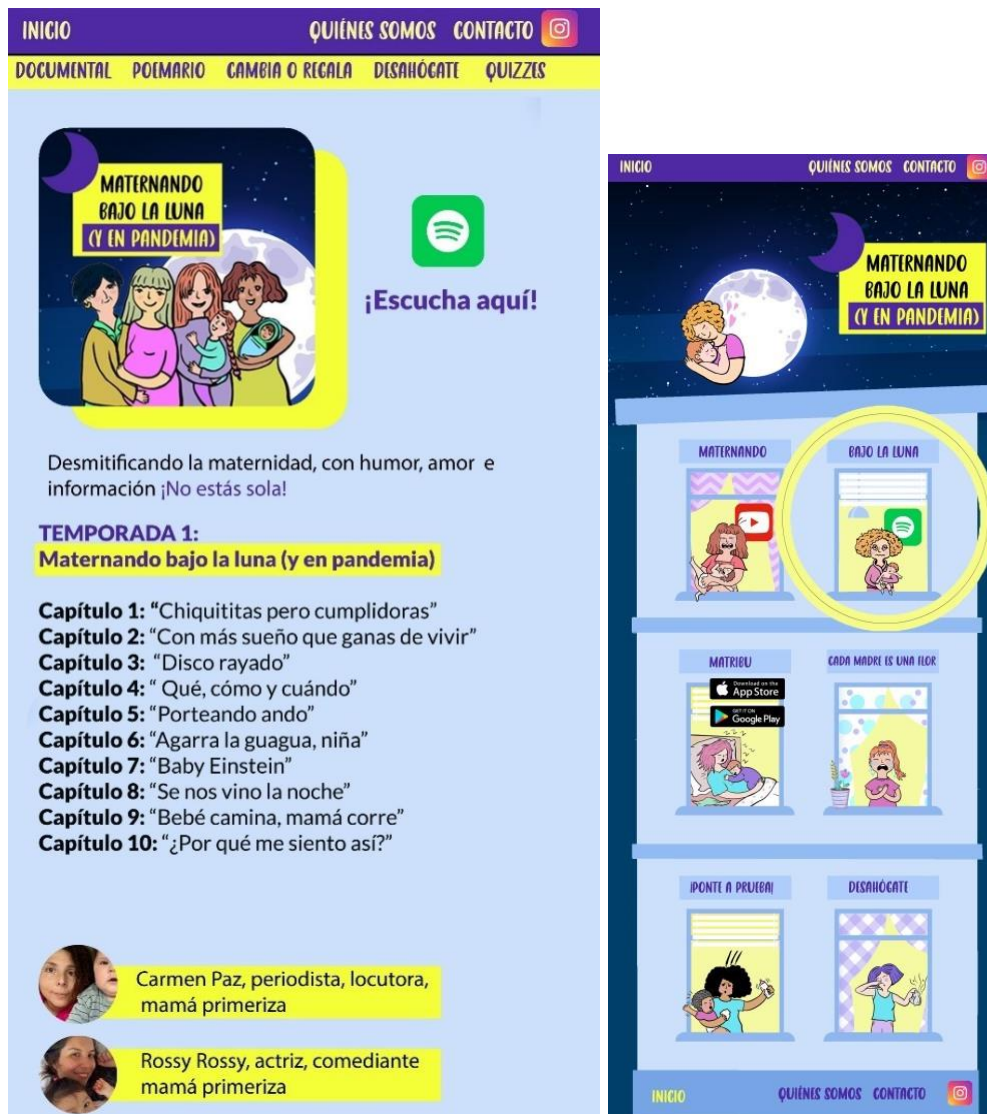 INICIO QUIÉNES SOMOS CONTACTO
DOCUMENTAL POEMARIO CAMBIA O REGALA DESAHÓGATE QUIZZES
MATERNANDO
BAJO LA LUNA
(Y EN PANDEMIA)
¡Escucha aquí!
Desmitificando la maternidad, con humor, amor e
información ¡No estás sola!
TEMPORADA 1:
Maternando bajo la luna (y en pandemia)
Capítulo 1: “Chiquititas pero cumplidoras”
Capítulo 2: “Con más sueño que ganas de vivir”
Capítulo 3: “Disco rayado”
Capítulo 4: “ Qué, cómo y cuándo”
Capítulo 5: “Porteando ando”
Capítulo 6: “Agarra la guagua, niña”
Capítulo 7: “Baby Einstein”
Capítulo 8: “Se nos vino la noche”
Capítulo 9: “Bebé camina, mamá corre”
Capítulo 10: “¿Por qué me siento así?”
Carmen Paz, periodista, locutora,
mamá primeriza
Rossy Rossy, actriz, comediante
mamá primeriza
INICIO QUIÉNES SOMOS CONTACTO
MATERNANDO
BAJO LA LUNA
(Y EN PANDEMIA)
MATERNANDO BAJO LA LUNA
MATRIBU CADA MADRE ES UNA FLOR
Download on the
App Store
GET IT ON
Google Play
zzz
¡PONTE A PRUEBA! DESAHÓGATE
INICIO QUIÉNES SOMOS CONTACTO